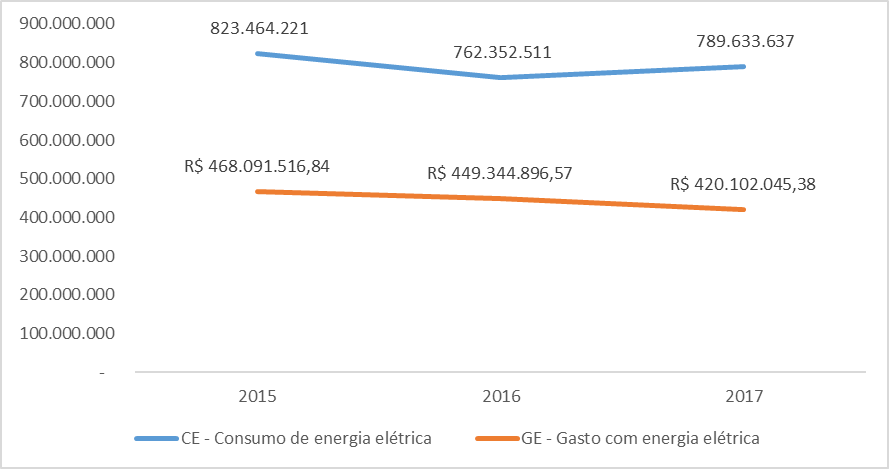 900.000.000
800.000.000
700.000.000
600.000.000
500.000.000
400.000.000
300.000.000
200.000.000
100.000.000
-
823.464.221
762.352.511
789.633.637
R$ 468.091.516,84
R$ 449.344.896,57
R$ 420.102.045,38
2015 2016 2017
CE - Consumo de energia elétrica GE - Gasto com energia elétrica